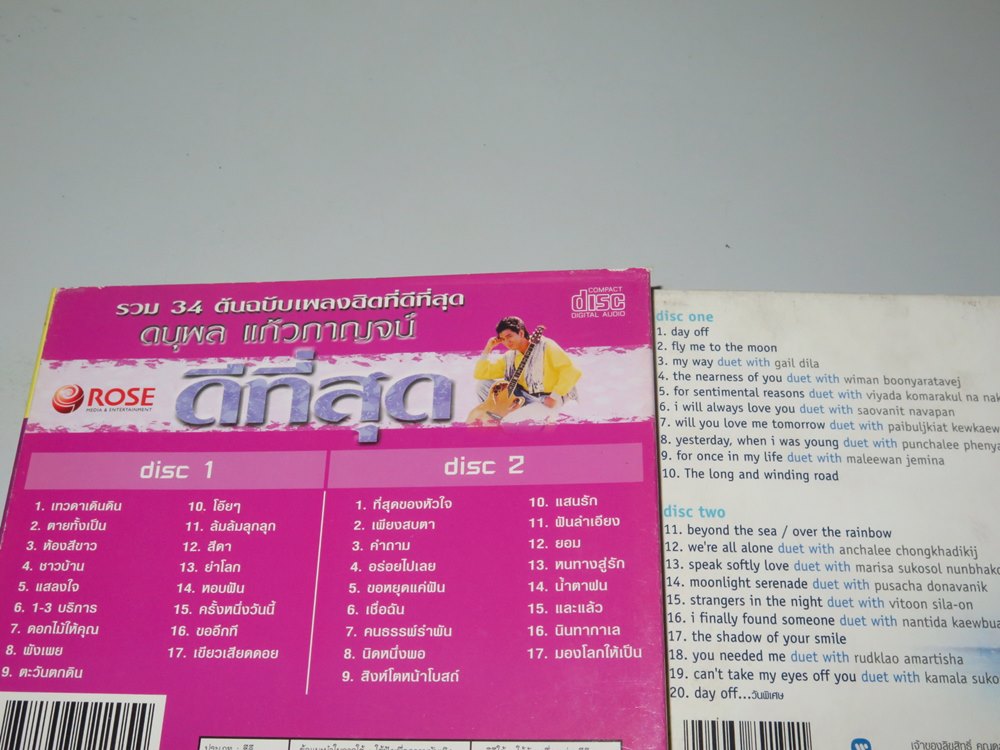 รวม 34 ต้นฉบับเพลงฮิตที่ดีที่สุด
ดนุพล แก้วกาญจน์
COMPACT
disc
DIGITAL AUDIO
ROSE
MEDIA & ENTERTAINMENT
ดีที่สุด
disc 1
1. เทวดาเดินดิน
2. ตายทั้งเป็น
3. ห้องสีขาว
4. ชาวบ้าน
5. แสลงใจ
6. 1-3 บริการ
7. ดอกไม้ให้คุณ
8. พังเพย
9. ตะวันตกดิน
10. โอ๊ยๆ
11. ล้มล้มลุกลุก
12. สีดา
13. ย่ำโลก
14. หอบฝัน
15. ครั้งหนึ่งวันนี้
16. ขออีกที
17. เขียวเสียดดอย
disc 2
1. ที่สุดของหัวใจ
2. เพียงสบตา
3. คำถาม
4. อร่อยไปเลย
5. ขอหยุดแค่ฝัน
6. เชื่อฉัน
7. คนธรรพ์รำพัน
8. นิดหนึ่งพอ
9. สิงห์โตหน้าโบสถ์
10. แสนรัก
11. ฝันลำเอียง
12. ยอม
13. หนทางสู่รัก
14. น้ำตาฟน
15. และแล้ว
16. นินทากาเล
17. มองโลกให้เป็น
disc one
1. day off
2. fly me to the moon
3. my way duet with gail dila
4. the nearness of you duet with wiman boonyaratavej
5. for sentimental reasons duet with viyada komarakul na nak
6. i will always love you duet with saovanit navapan
7. will you love me tomorrow duet with paibuljkiat kewkaew
8. yesterday, when i was young duet with punchalee phenya
9. for once in my life duet with maleewan jemina
10. The long and winding road
disc two
11. beyond the sea / over the rainbow
12. we're all alone duet with anchalee chongkhadikij
13. speak softly love duet with marisa sukosol nunbhakd
14. moonlight serenade duet with pusacha donavanik
15. strangers in the night duet with vitoon sila-on
16. i finally found someone duet with nantida kaewbua
17. the shadow of your smile
18. you needed me duet with rudklao amartisha
19. can't take my eyes off you duet with kamala suko
20. day off...วันพิเศษ
เจ้าของลิขสิทธิ์